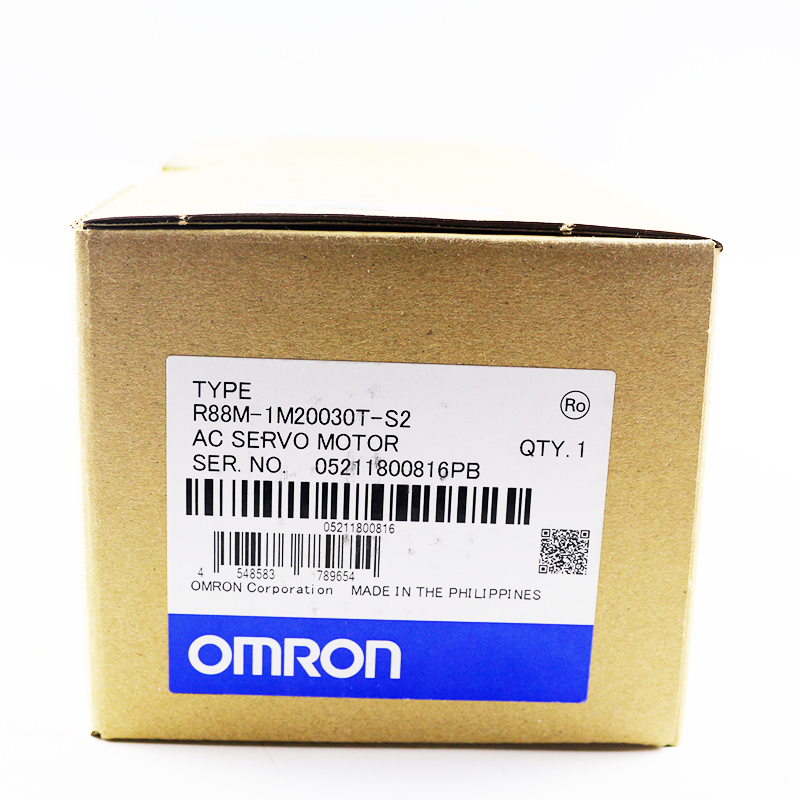 TYPE
R88M-1M20030T-S2
Ro
AC SERVO MOTOR
QTY. 1
SER. NO. 05211800816PB
05211800816
4 548583 789654
OMRON Corporation MADE IN THE PHILIPPINES
OMRON